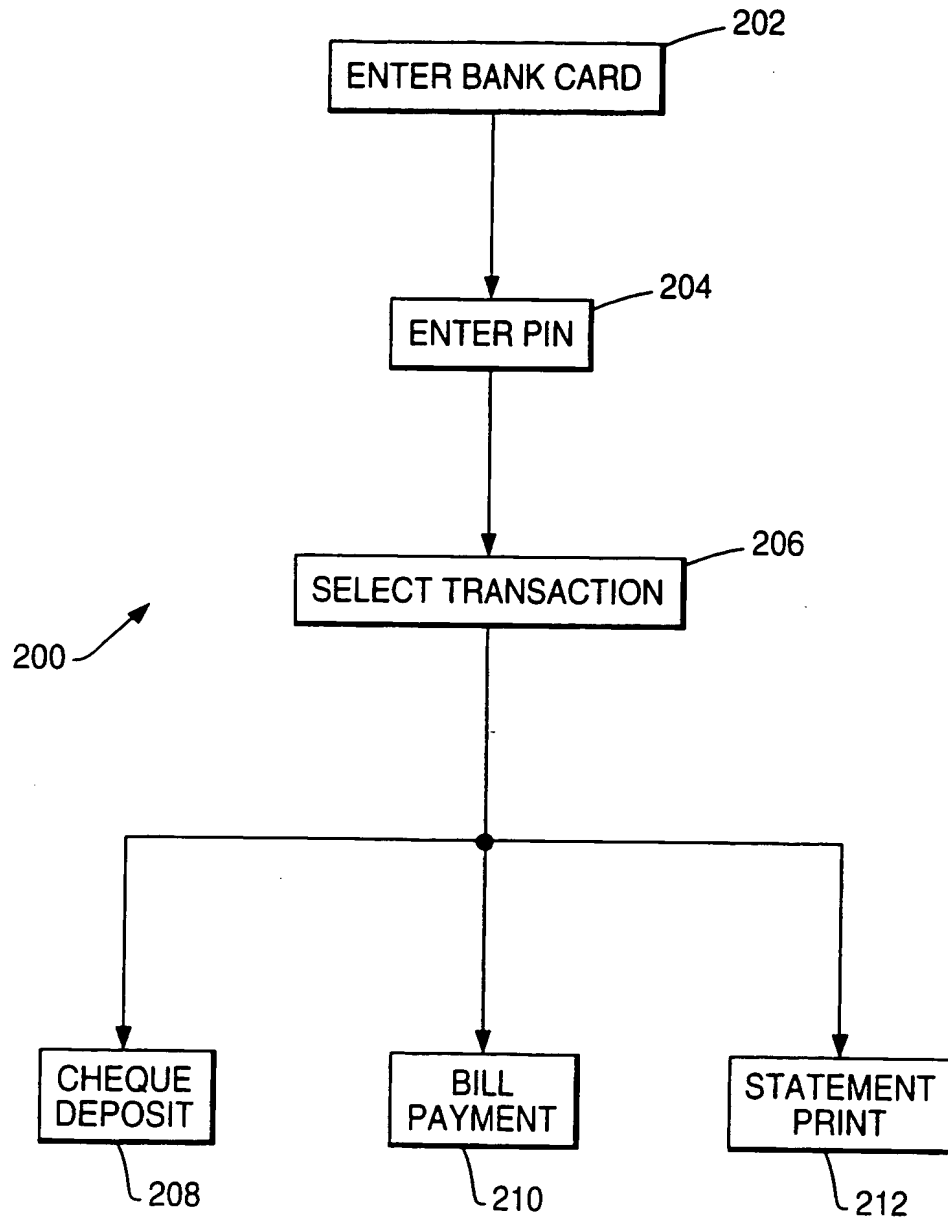 202
ENTER BANK CARD
204
ENTER PIN
206
SELECT TRANSACTION
200
CHEQUE
DEPOSIT
BILL
PAYMENT
STATEMENT
PRINT
208
210
212